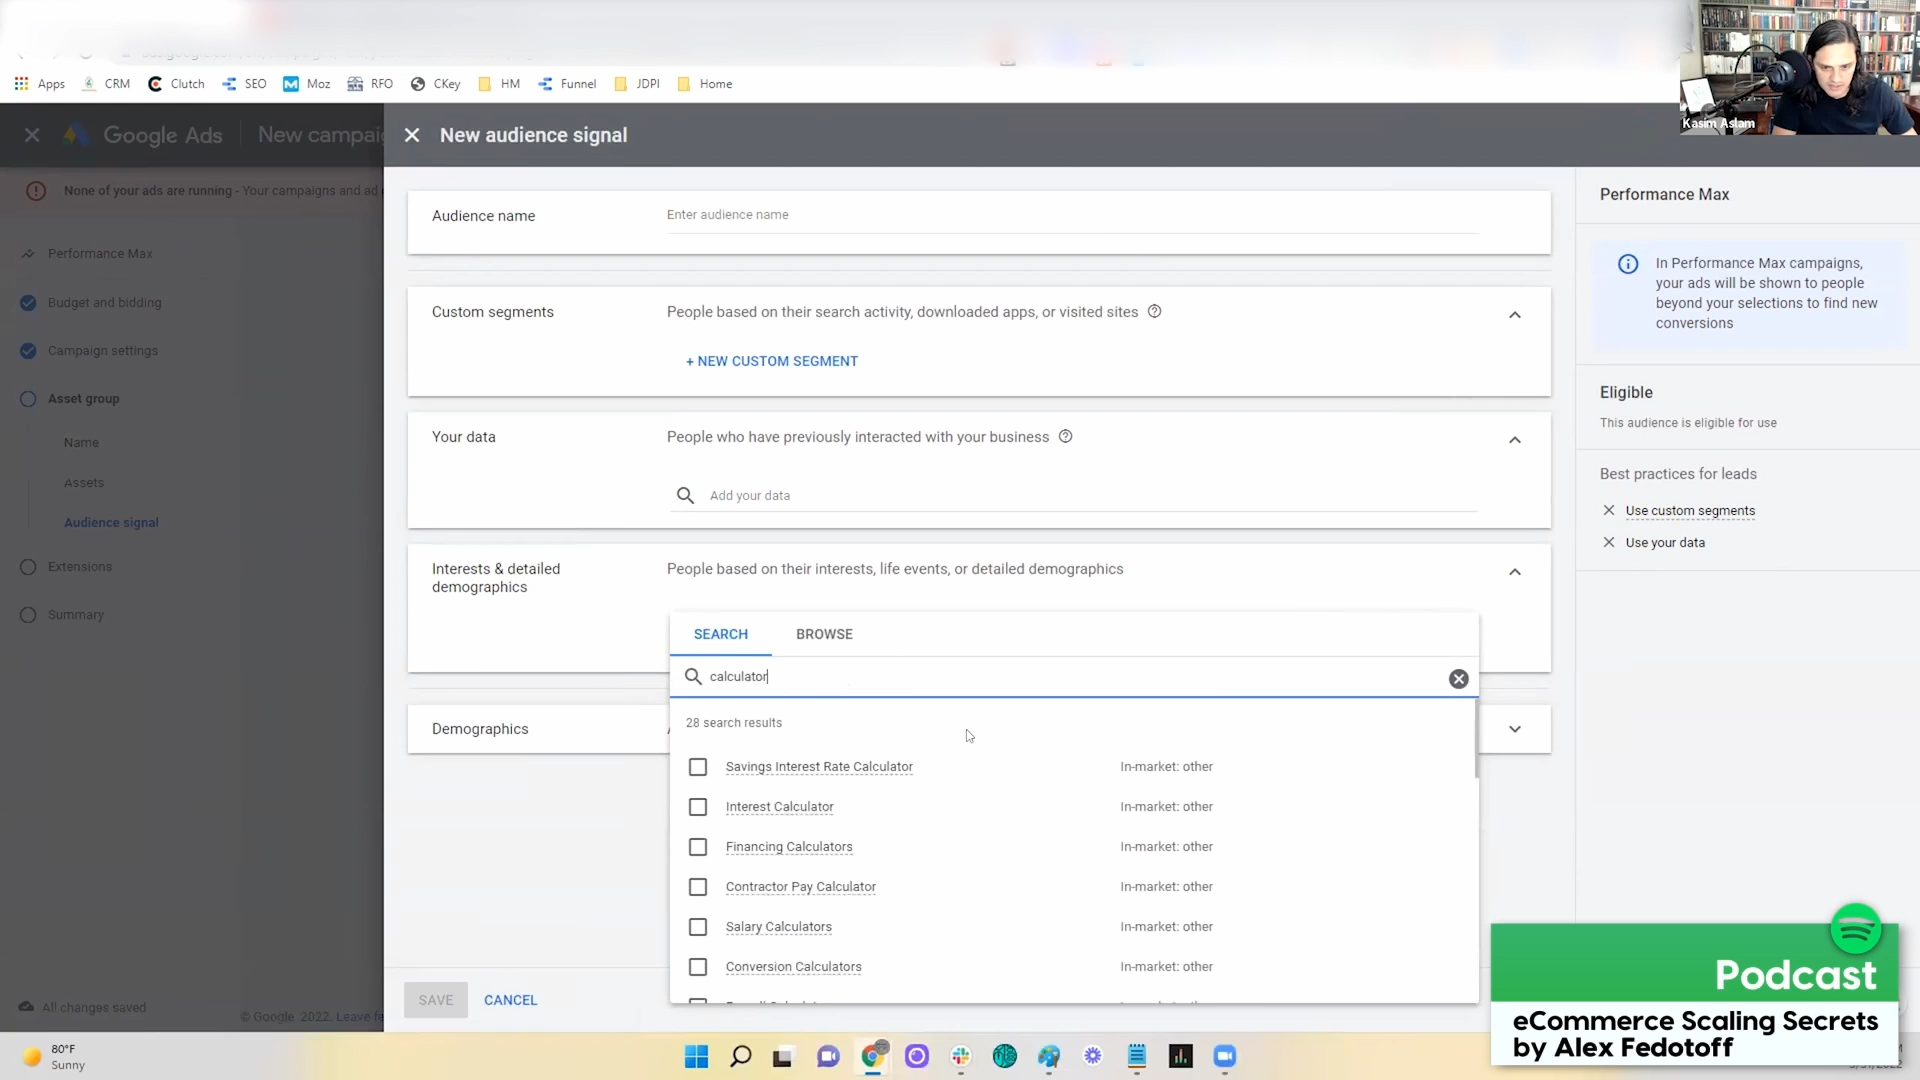 Apps
CRM
Clutch
SEO
Moz
RFO
CKey
HM
Funnel
JDPI
Home
Kasim Aslam
Google Ads
New campaig
New audience signal
None of your ads are running - Your campaigns and ad
Performance Max
Budget and bidding
Campaign settings
Asset group
Name
Assets
Audience signal
Extensions
Summary
All changes saved
© Google, 2022. Leave fe
Audience name
Enter audience name
Custom segments
People based on their search activity, downloaded apps, or visited sites
+ NEW CUSTOM SEGMENT
Your data
People who have previously interacted with your business
Add your data
Interests & detailed
demographics
People based on their interests, life events, or detailed demographics
SEARCH
BROWSE
calculator
28 search results
Savings Interest Rate Calculator
In-market: other
Interest Calculator
In-market: other
Financing Calculators
In-market: other
Contractor Pay Calculator
In-market: other
Salary Calculators
In-market: other
Conversion Calculators
In-market: other
Demographics
SAVE
CANCEL
Performance Max
In Performance Max campaigns,
your ads will be shown to people
beyond your selections to find new
conversions
Eligible
This audience is eligible for use
Best practices for leads
Use custom segments
Use your data
Podcast
eCommerce Scaling Secrets
by Alex Fedotoff
80°F
Sunny